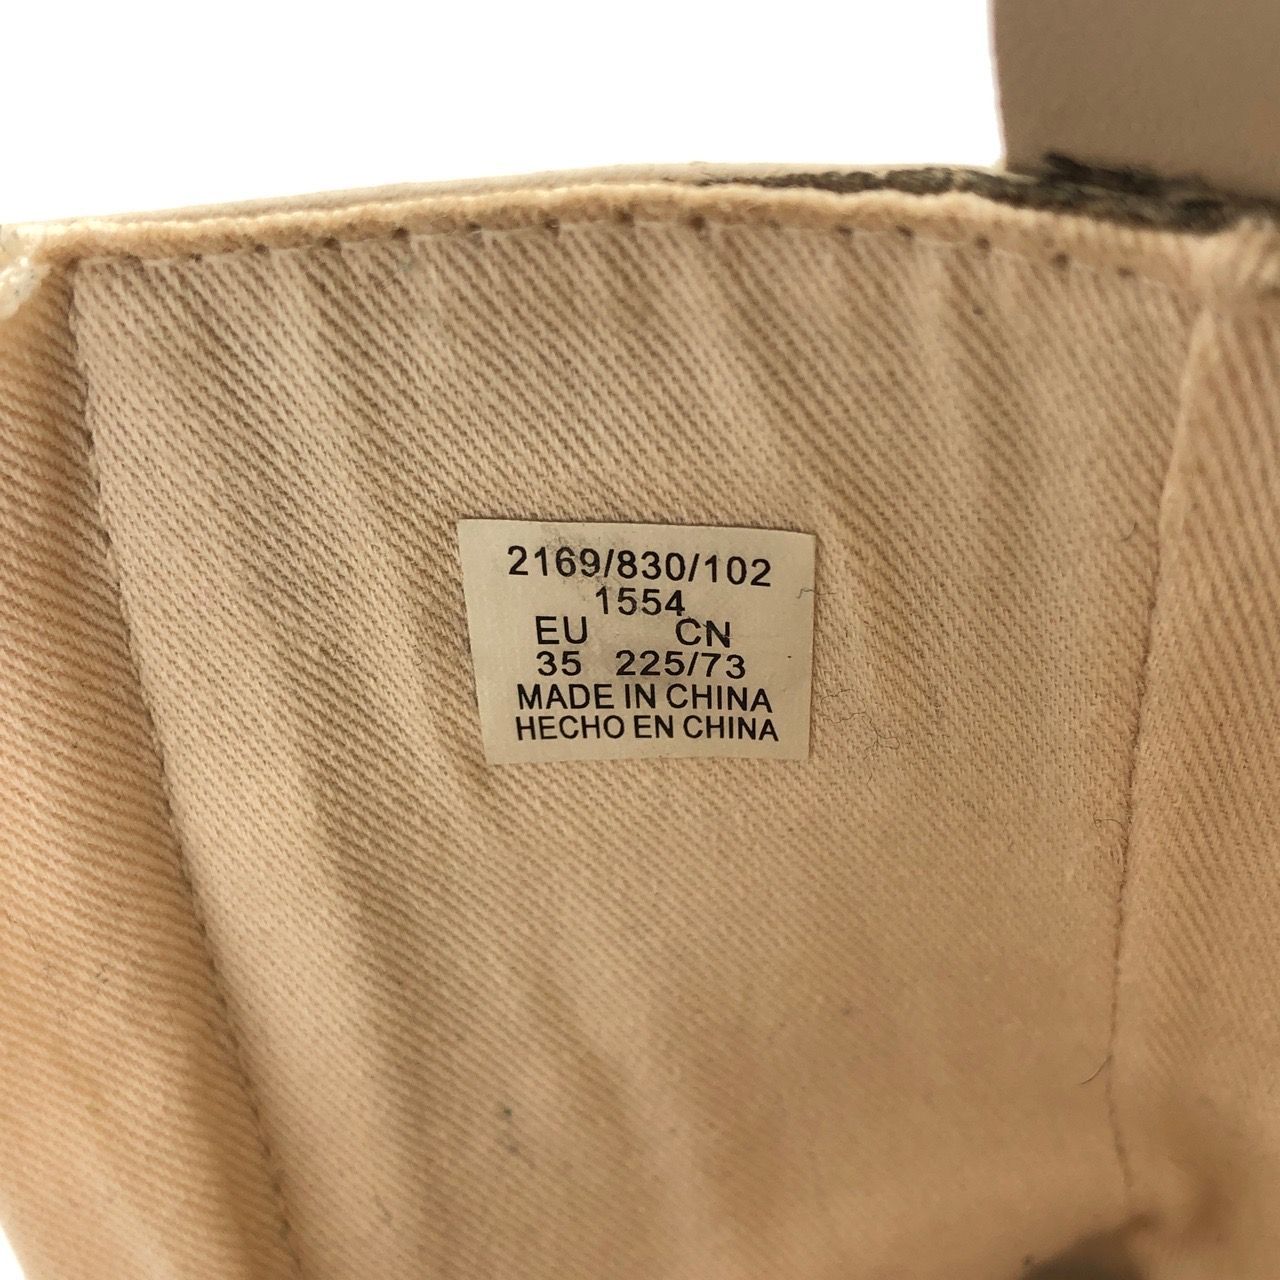 2169/830/102
1554
EU CN
35 225/73
MADE IN CHINA
HECHO EN CHINA